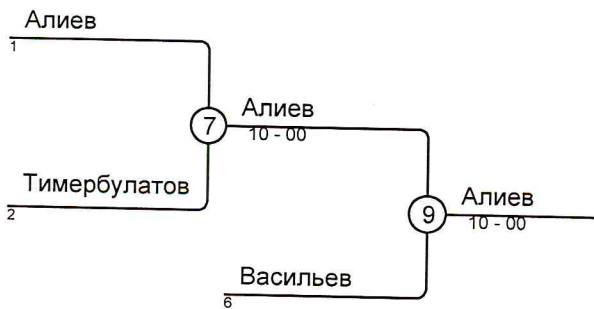 Алиев
1
7
Алиев
10 - 00
Тимербулатов
2
9
Алиев
10 - 00
Васильев
6